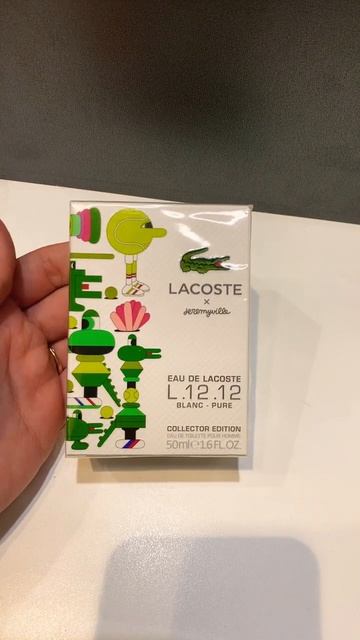 LACOSTE
x
Jeremyville
EAU DE LACOSTE
L.12.12
BLANC - PURE
COLLECTOR EDITION
EAU DE TOILETTE POUR HOMME
50ml e 1.6 FL.OZ.